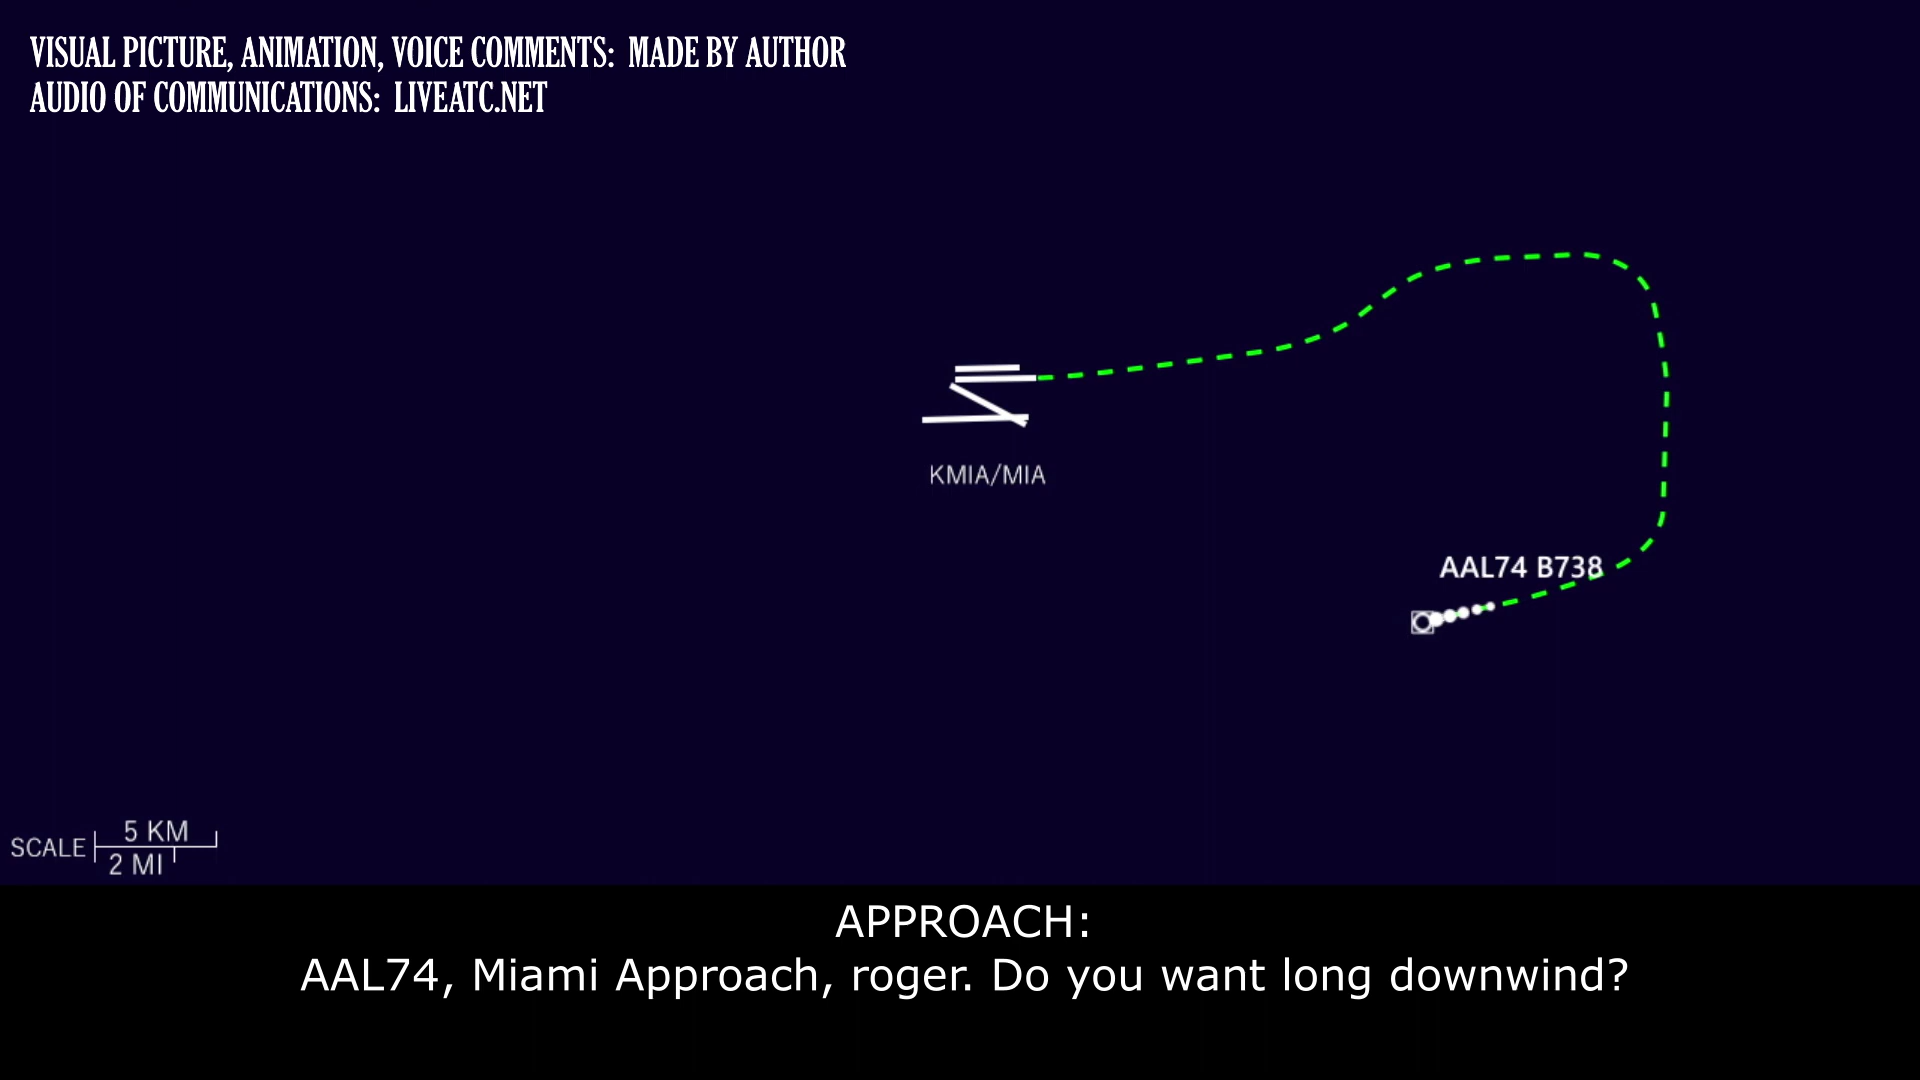 VISUAL PICTURE, ANIMATION, VOICE COMMENTS: MADE BY AUTHOR
AUDIO OF COMMUNICATIONS: LIVEATC.NET
KMIA/MIA
AAL74 B738
5 KM
SCALE
2 MI
APPROACH:
AAL74, Miami Approach, roger. Do you want long downwind?